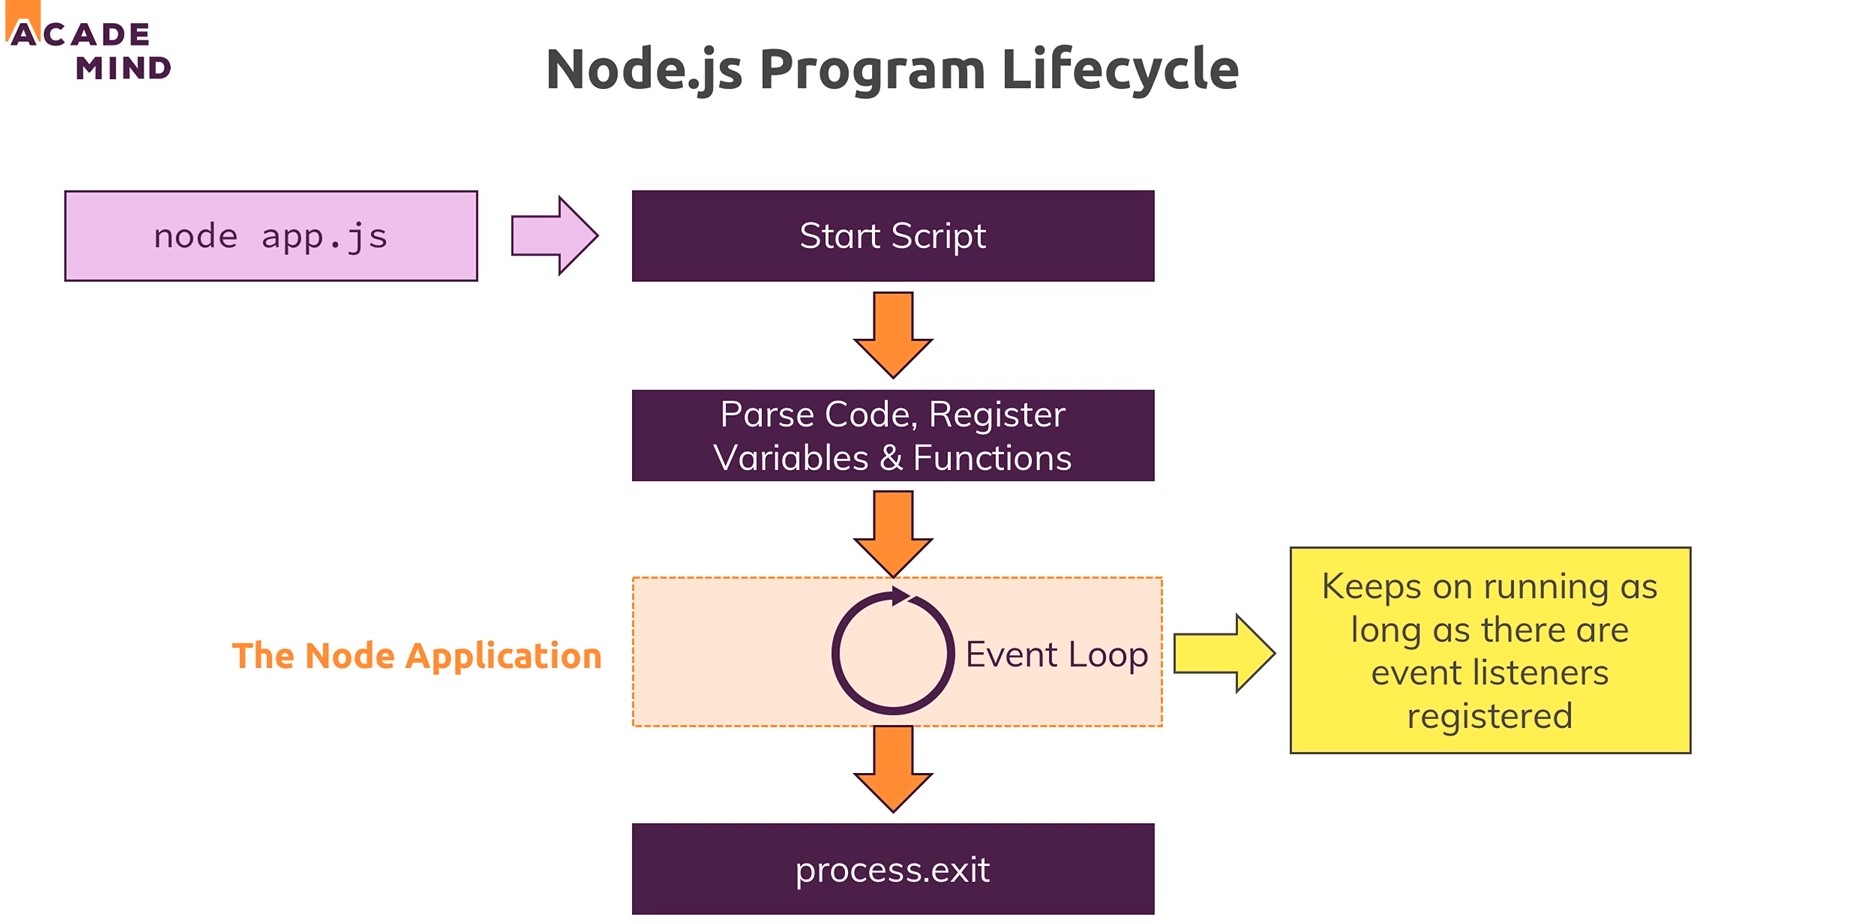 ACADE
MIND
Node.js Program Lifecycle
node app.js
Start Script
Parse Code, Register
Variables & Functions
The Node Application
Event Loop
Keeps on running as
long as there are
event listeners
registered
process.exit